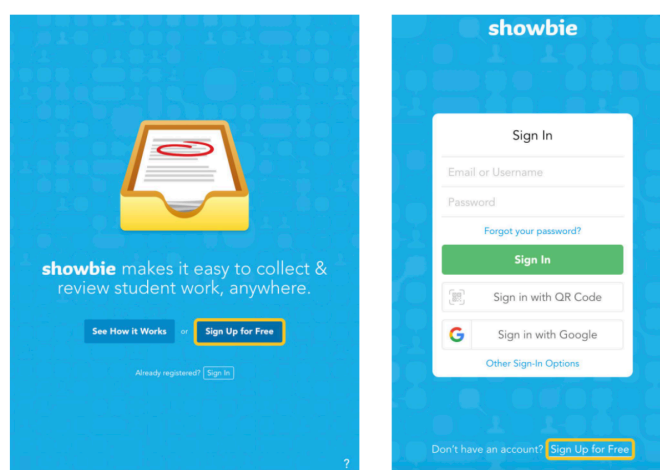 showbie makes it easy to collect &
review student work, anywhere.
See How it Works or Sign Up for Free
Already registered? Sign In
?
showbie
Sign In
Email or Username
Password
Forgot your password?
Sign In
Sign in with QR Code
G Sign in with Google
Other Sign-In Options
Don't have an account? Sign Up for Free